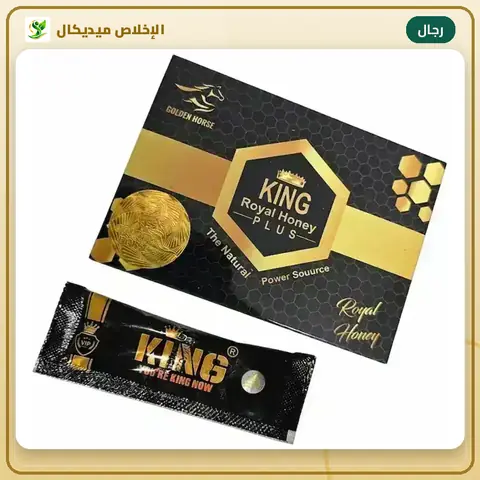 الإخلاص ميديكال
رجال
GOLDEN HORSE
KING
Royal Honey
PLUS
The Natural Power Souurce
Royal
Honey
VIP
KING®
YOU'RE KING NOW